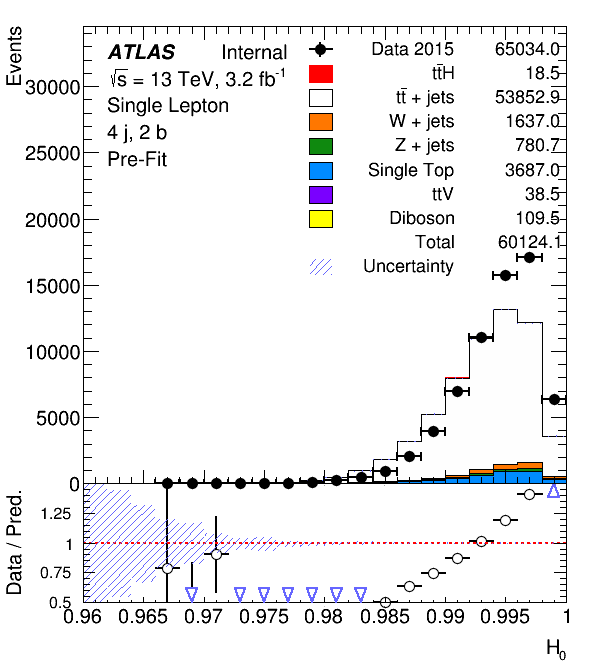 Events
ATLAS Internal
√s = 13 TeV, 3.2 fb⁻¹
Single Lepton
4 j, 2 b
Pre-Fit
Data 2015 65034.0
tt̄H 18.5
tt̄ + jets 53852.9
W + jets 1637.0
Z + jets 780.7
Single Top 3687.0
ttV 38.5
Diboson 109.5
Total 60124.1
Uncertainty
30000
25000
20000
15000
10000
5000
0
Data / Pred.
1.25
1
0.75
0.5
0.96 0.965 0.97 0.975 0.98 0.985 0.99 0.995 1
H₀